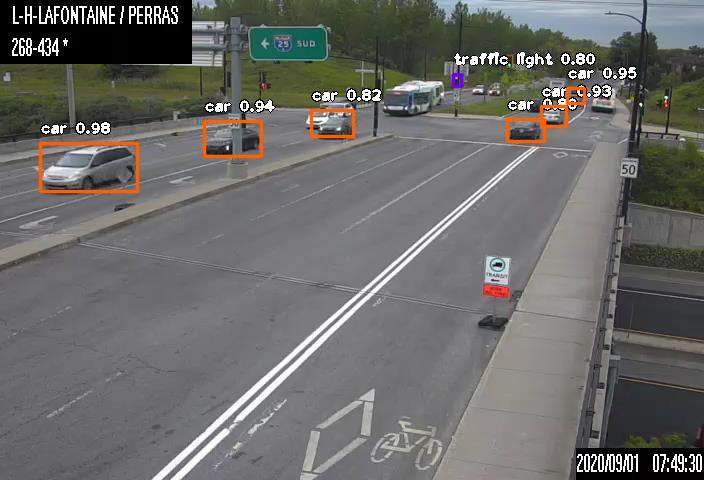 L-H-LAFONTAINE / PERRAS
268-434 *
25 SUD
traffic light 0.80
car 0.95
car 0.93
car 0.82
car 0.94
car 0.98
50
TRANSIT
2020/09/01 07:49:30